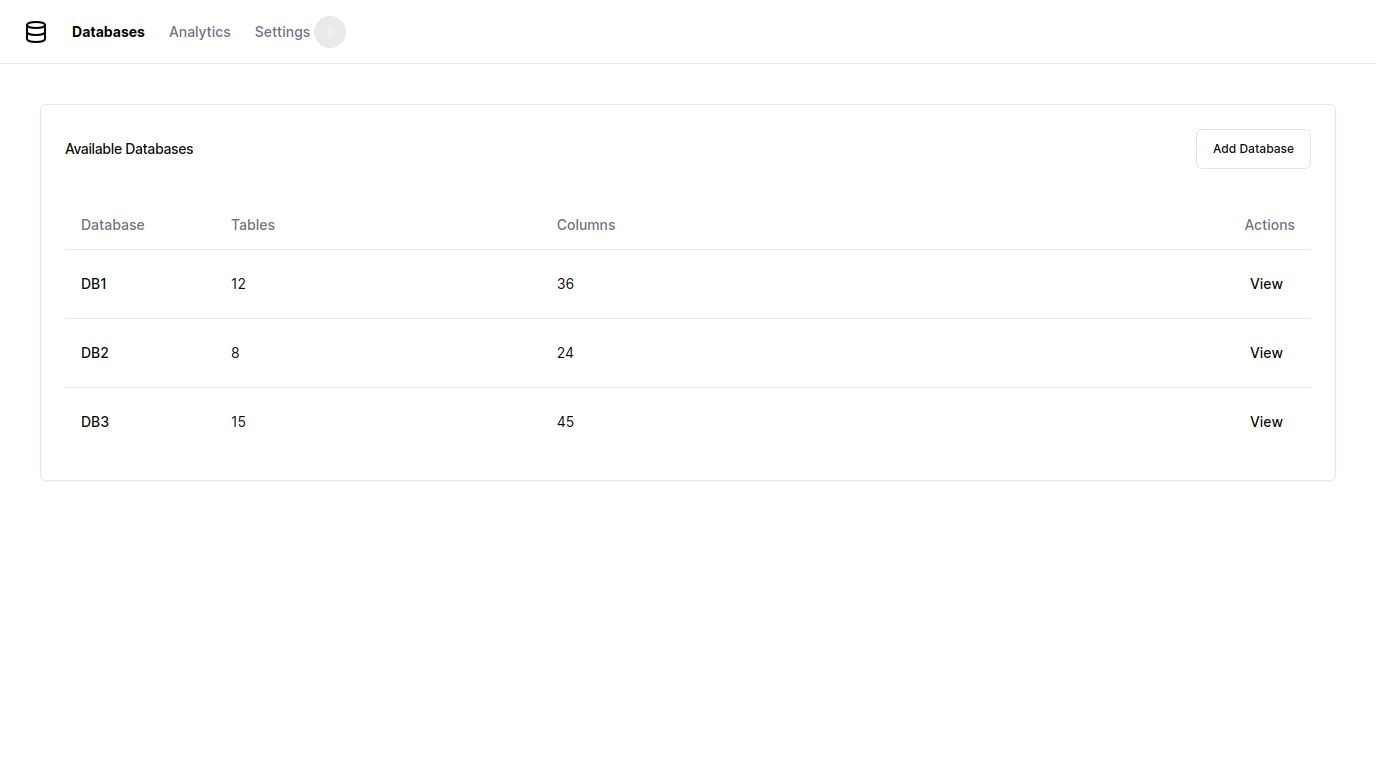 Databases Analytics Settings
Available Databases Add Database
Database Tables Columns Actions
DB1 12 36 View
DB2 8 24 View
DB3 15 45 View